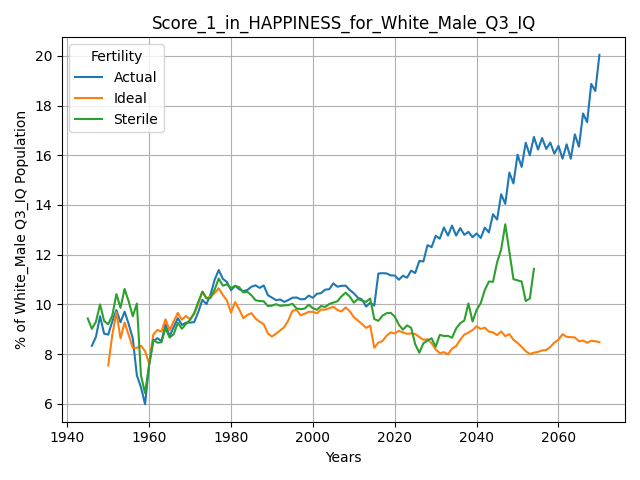 Score_1_in_HAPPINESS_for_White_Male_Q3_IQ
Fertility
Actual
Ideal
Sterile
% of White_Male Q3_IQ Population
20
18
16
14
12
10
8
6
1940
1960
1980
2000
2020
2040
2060
Years